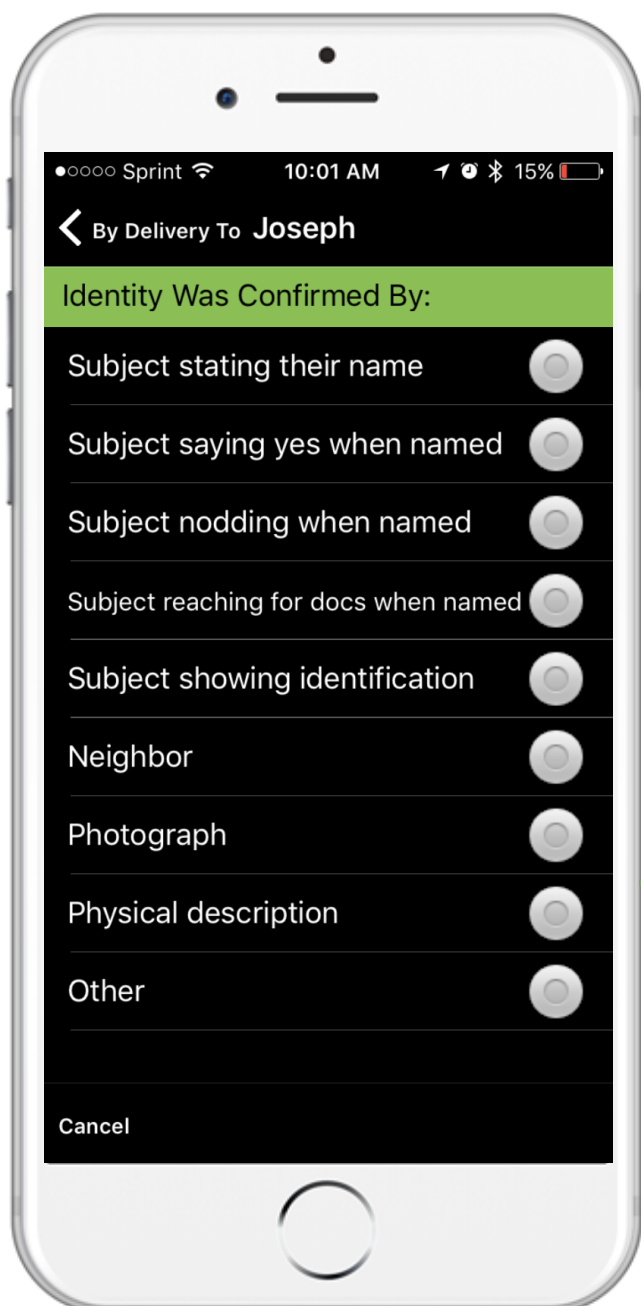 Sprint 10:01 AM 15%
By Delivery To Joseph
Identity Was Confirmed By:
Subject stating their name
Subject saying yes when named
Subject nodding when named
Subject reaching for docs when named
Subject showing identification
Neighbor
Photograph
Physical description
Other
Cancel